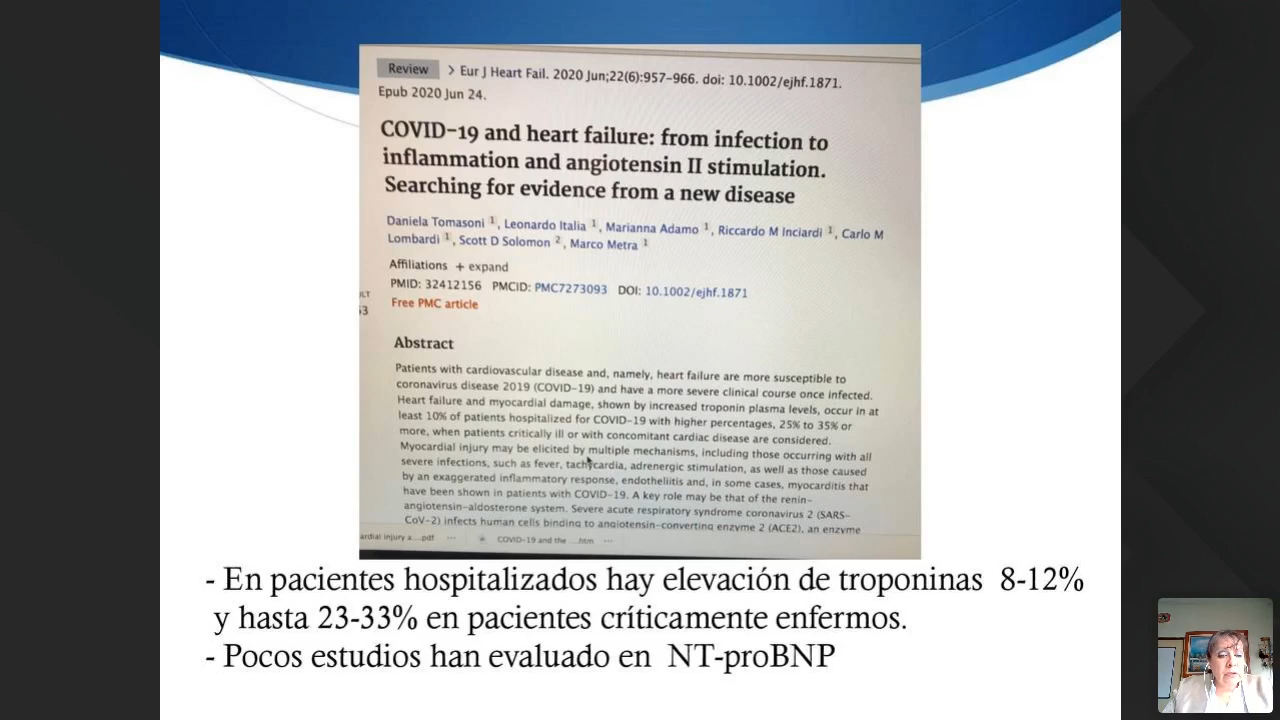 Review > Eur J Heart Fail. 2020 Jun;22(6):957-966. doi: 10.1002/ejhf.1871.
Epub 2020 Jun 24.
COVID-19 and heart failure: from infection to
inflammation and angiotensin II stimulation.
Searching for evidence from a new disease
Daniela Tomasoni 1, Leonardo Italia 1, Marianna Adamo 1, Riccardo M Inciardi 1, Carlo M
Lombardi 1, Scott D Solomon 2, Marco Metra 1
Affiliations + expand
PMID: 32412156 PMCID: PMC7273093 DOI: 10.1002/ejhf.1871
Free PMC article
Abstract
Patients with cardiovascular disease and, namely, heart failure are more susceptible to
coronavirus disease 2019 (COVID-19) and have a more severe clinical course once infected.
Heart failure and myocardial damage, shown by increased troponin plasma levels, occur in at
least 10% of patients hospitalized for COVID-19 with higher percentages, 25% to 35% or
more, when patients critically ill or with concomitant cardiac disease are considered.
Myocardial injury may be elicited by multiple mechanisms, including those occurring with all
severe infections, such as fever, tachycardia, adrenergic stimulation, as well as those caused
by an exaggerated inflammatory response, endotheliitis and, in some cases, myocarditis that
have been shown in patients with COVID-19. A key role may be that of the renin-
angiotensin-aldosterone system. Severe acute respiratory syndrome coronavirus 2 (SARS-
CoV-2) infects human cells binding to angiotensin-converting enzyme 2 (ACE2), an enzyme
ardial injury a....pdf ... COVID-19 and the ....htm ...
- En pacientes hospitalizados hay elevación de troponinas 8-12%
y hasta 23-33% en pacientes críticamente enfermos.
- Pocos estudios han evaluado en NT-proBNP